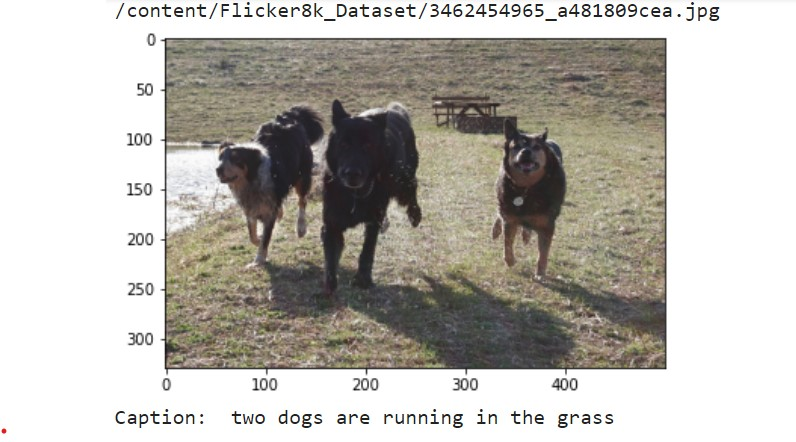 /content/Flicker8k_Dataset/3462454965_a481809cea.jpg
0
50
100
150
200
250
300
0 100 200 300 400
Caption: two dogs are running in the grass